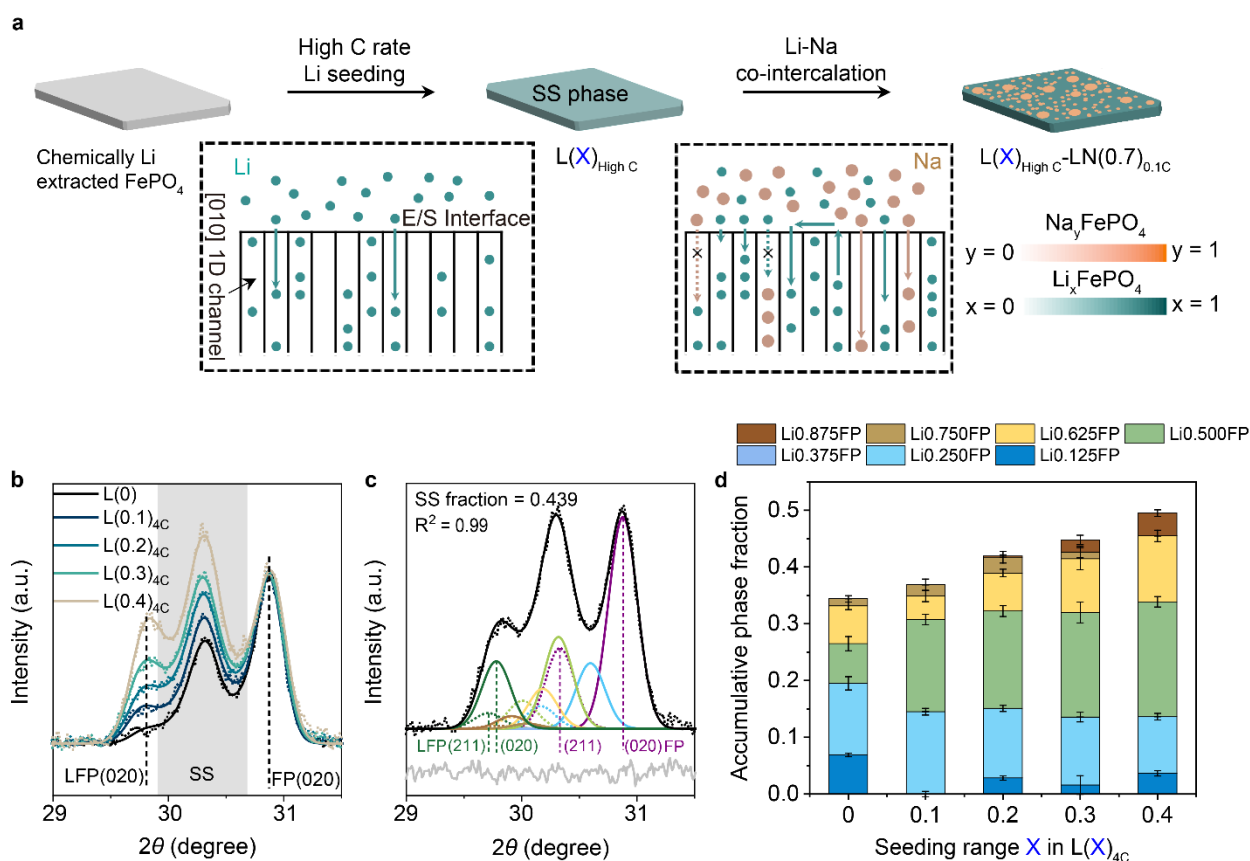 a
High C rate
Li seeding
Li-Na
co-intercalation
SS phase
Chemically Li
extracted FePO4
L(X)High C
L(X)High C-LN(0.7)0.1C
Li
E/S Interface
[010] 1D
channel
Na
NayFePO4
y = 0
y = 1
LixFePO4
x = 0
x = 1
b
L(0)
L(0.1)4C
L(0.2)4C
L(0.3)4C
L(0.4)4C
LFP(020)
SS
FP(020)
Intensity (a.u.)
29
30
31
2θ (degree)
c
SS fraction = 0.439
R2 = 0.99
LFP(211)
(020)
(211)
(020)FP
Intensity (a.u.)
29
30
31
2θ (degree)
Li0.875FP
Li0.750FP
Li0.625FP
Li0.500FP
Li0.375FP
Li0.250FP
Li0.125FP
d
Accumulative phase fraction
0.5
0.4
0.3
0.2
0.1
0.0
0
0.1
0.2
0.3
0.4
Seeding range X in L(X)4C